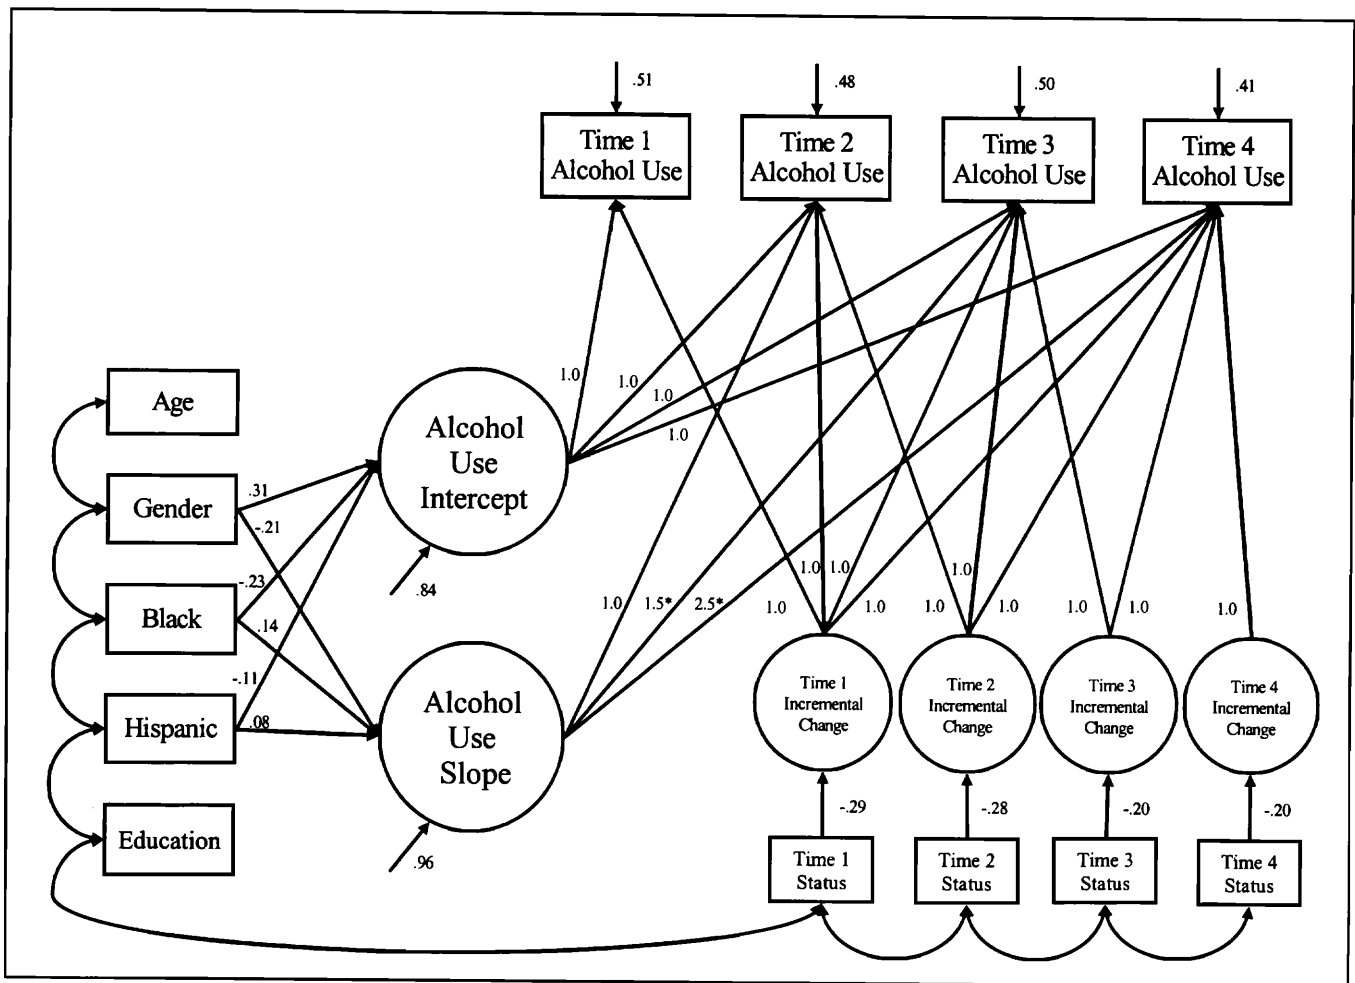 .51
.48
.50
.41
Time 1
Alcohol Use
Time 2
Alcohol Use
Time 3
Alcohol Use
Time 4
Alcohol Use
1.0
1.0
1.0
1.0
Age
Gender
Black
Hispanic
Education
.31
-.21
-.23
.14
-.11
.08
Alcohol
Use
Intercept
.84
Alcohol
Use
Slope
.96
1.0
1.5*
2.5*
1.0
1.0
1.0
1.0
1.0
1.0
1.0
1.0
1.0
1.0
Time 1
Incremental
Change
Time 2
Incremental
Change
Time 3
Incremental
Change
Time 4
Incremental
Change
-.29
-.28
-.20
-.20
Time 1
Status
Time 2
Status
Time 3
Status
Time 4
Status